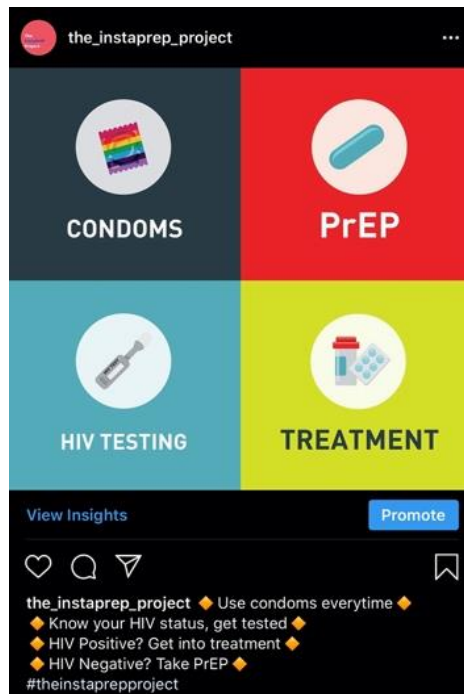 the_instaprep_project
CONDOMS
PrEP
HIV TESTING
TREATMENT
View Insights
Promote
the_instaprep_project 🔸 Use condoms everytime 🔸
🔸 Know your HIV status, get tested 🔸
🔸 HIV Positive? Get into treatment 🔸
🔸 HIV Negative? Take PrEP 🔸
#theinstaprepproject